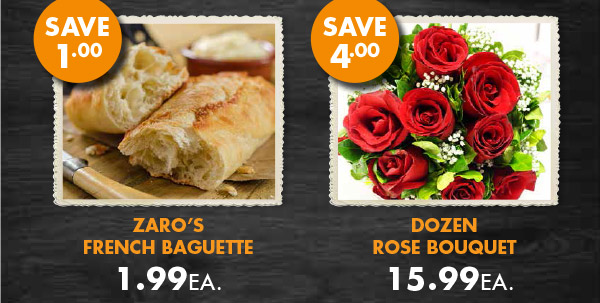 SAVE
1.00
ZARO'S
FRENCH BAGUETTE
1.99EA.
SAVE
4.00
DOZEN
ROSE BOUQUET
15.99EA.